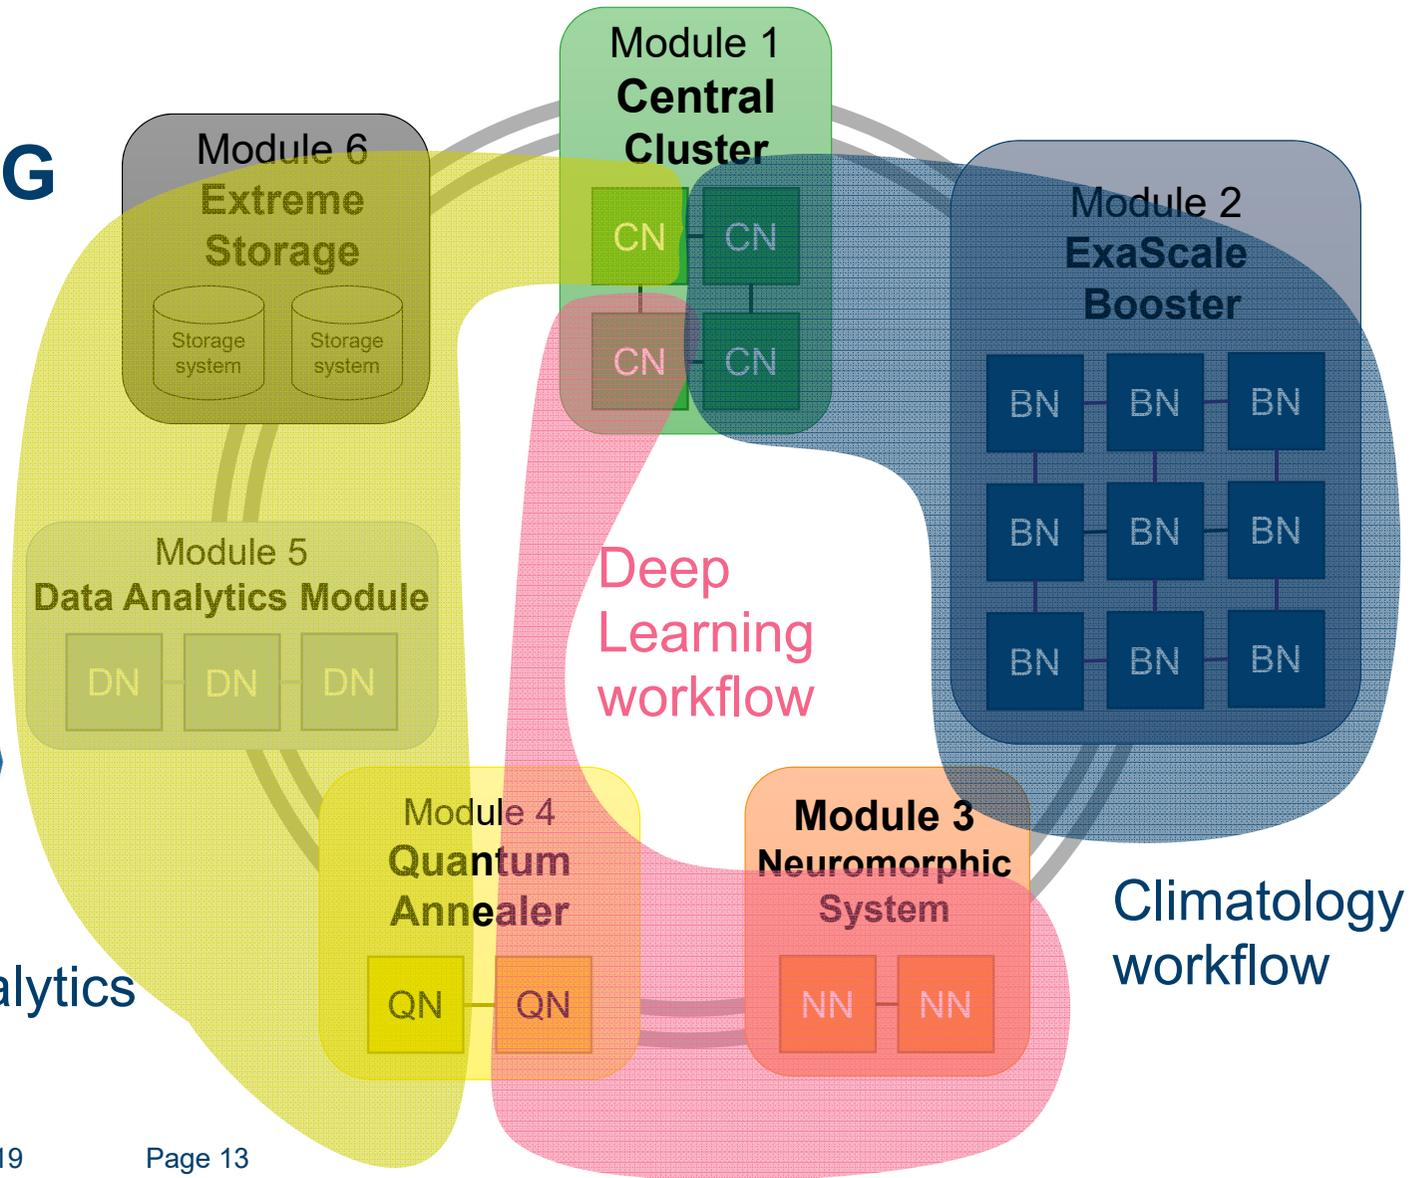 G
Module 1
Central
Cluster
CN
CN
CN
CN
Module 6
Extreme
Storage
Storage
system
Storage
system
Module 2
ExaScale
Booster
BN
BN
BN
BN
BN
BN
BN
BN
BN
Module 5
Data Analytics Module
DN
DN
DN
Deep
Learning
workflow
Module 4
Quantum
Annealer
QN
QN
Module 3
Neuromorphic
System
NN
NN
Climatology
workflow
alytics
19
Page 13